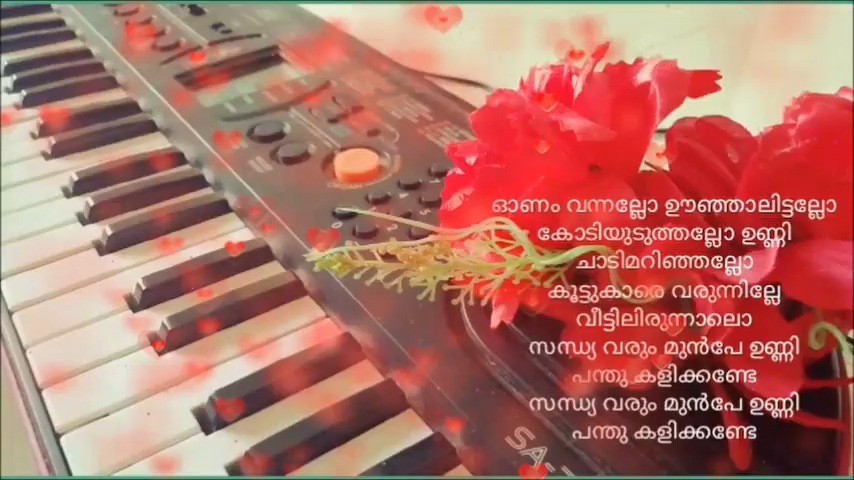 ഓണം വന്നല്ലോ ഊഞ്ഞാലിട്ടല്ലോ
കോടിയുടുത്തല്ലോ ഉണ്ണി
ചാടിമറിഞ്ഞല്ലോ
കൂട്ടുകാരെ വരുന്നില്ലേ
വീട്ടിലിരുന്നാലൊ
സന്ധ്യ വരും മുൻപേ ഉണ്ണി
പന്തു കളിക്കണ്ടേ
സന്ധ്യ വരും മുൻപേ ഉണ്ണി
പന്തു കളിക്കണ്ടേ
SA-